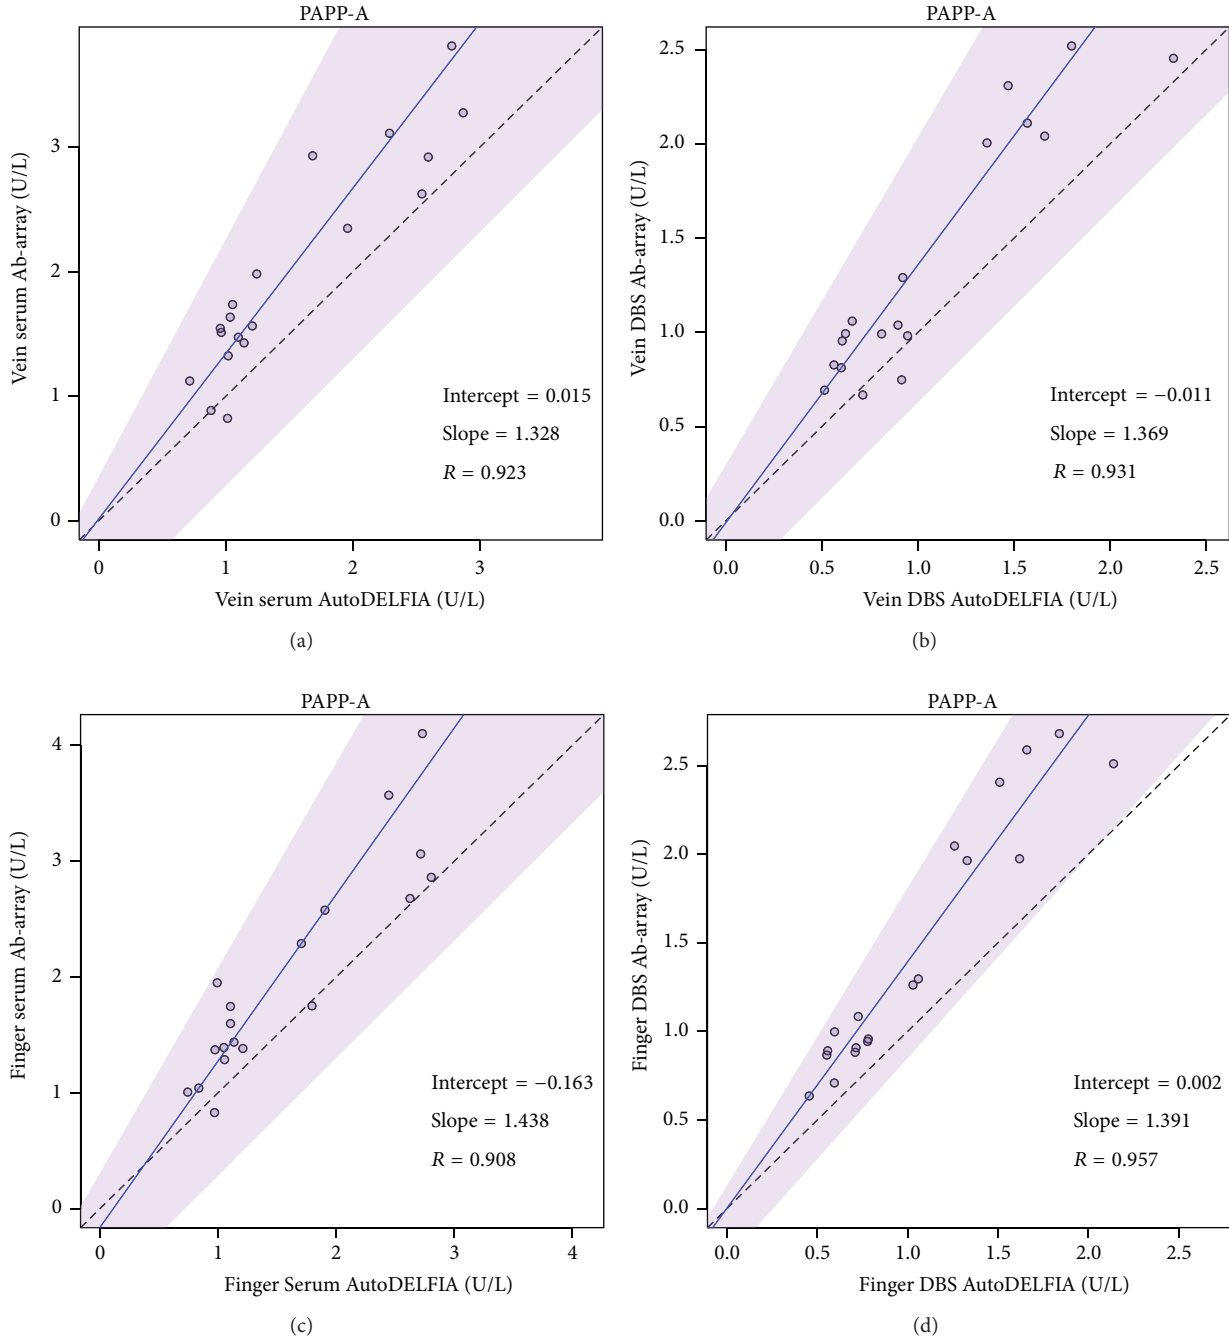 PAPP-A
3
2
1
0
Vein serum Ab-array (U/L)
Intercept = 0.015
Slope = 1.328
R = 0.923
0 1 2 3
Vein serum AutoDELFIA (U/L)
(a)
PAPP-A
2.5
2.0
1.5
1.0
0.5
0.0
Vein DBS Ab-array (U/L)
Intercept = −0.011
Slope = 1.369
R = 0.931
0.0 0.5 1.0 1.5 2.0 2.5
Vein DBS AutoDELFIA (U/L)
(b)
PAPP-A
4
3
2
1
0
Finger serum Ab-array (U/L)
Intercept = −0.163
Slope = 1.438
R = 0.908
0 1 2 3 4
Finger Serum AutoDELFIA (U/L)
(c)
PAPP-A
2.5
2.0
1.5
1.0
0.5
0.0
Finger DBS Ab-array (U/L)
Intercept = 0.002
Slope = 1.391
R = 0.957
0.0 0.5 1.0 1.5 2.0 2.5
Finger DBS AutoDELFIA (U/L)
(d)